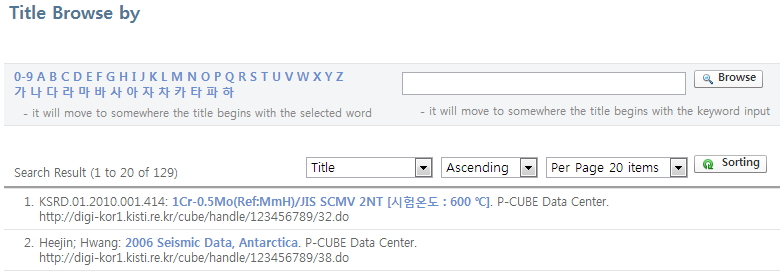 Title Browse by
0-9 A B C D E F G H I J K L M N O P Q R S T U V W X Y Z
가 나 다 라 마 바 사 아 자 차 카 타 파 하
Browse
- it will move to somewhere the title begins with the selected word
- it will move to somewhere the title begins with the keyword input
Search Result (1 to 20 of 129)
Title
Ascending
Per Page 20 items
Sorting
1. KSRD.01.2010.001.414: 1Cr-0.5Mo(Ref:MmH)/JIS SCMV 2NT [시험온도 : 600 ℃]. P-CUBE Data Center.
http://digi-kor1.kisti.re.kr/cube/handle/123456789/32.do
2. Heejin; Hwang: 2006 Seismic Data, Antarctica. P-CUBE Data Center.
http://digi-kor1.kisti.re.kr/cube/handle/123456789/38.do